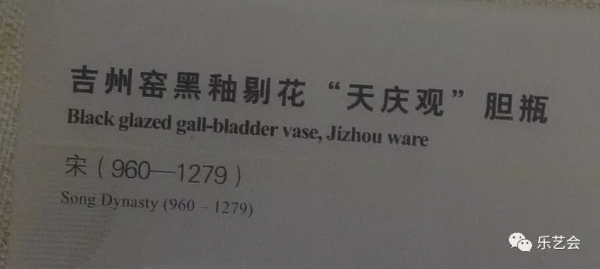 吉州窑黑釉剔花“天庆观”胆瓶
Black glazed gall-bladder vase, Jizhou ware
宋（960—1279）
Song Dynasty (960 – 1279)
乐艺会